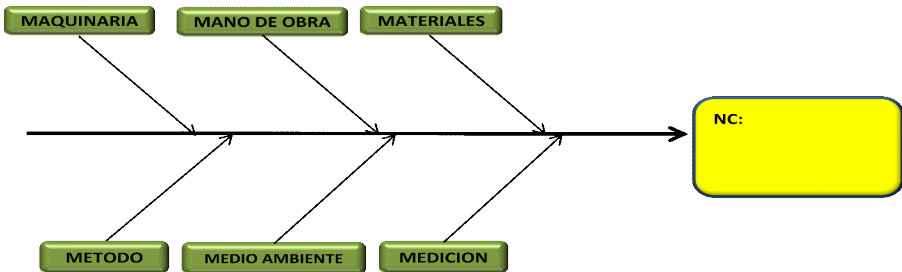 MAQUINARIA
MANO DE OBRA
MATERIALES
NC:
METODO
MEDIO AMBIENTE
MEDICION